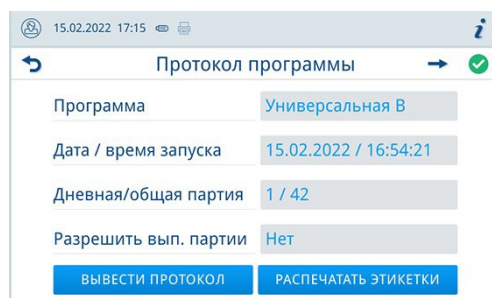 15.02.2022 17:15
i
Протокол программы
Программа Универсальная В
Дата / время запуска 15.02.2022 / 16:54:21
Дневная/общая партия 1 / 42
Разрешить вып. партии Нет
ВЫВЕСТИ ПРОТОКОЛ РАСПЕЧАТАТЬ ЭТИКЕТКИ